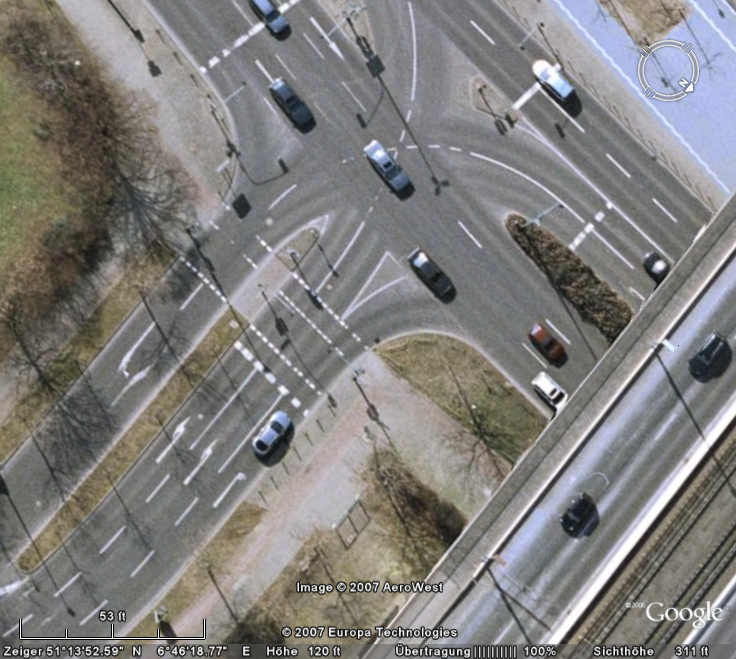 N
Image © 2007 AeroWest
©2006 Google
53 ft
© 2007 Europa Technologies
Zeiger 51°13'52.59" N 6°46'18.77" E Höhe 120 ft Übertragung||||||||| 100% Sichthöhe 311 ft